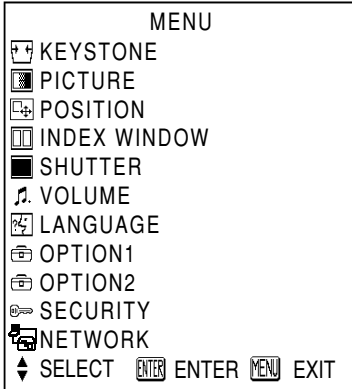 MENU
KEYSTONE
PICTURE
POSITION
INDEX WINDOW
SHUTTER
VOLUME
LANGUAGE
OPTION1
OPTION2
SECURITY
NETWORK
SELECT ENTER ENTER MENU EXIT